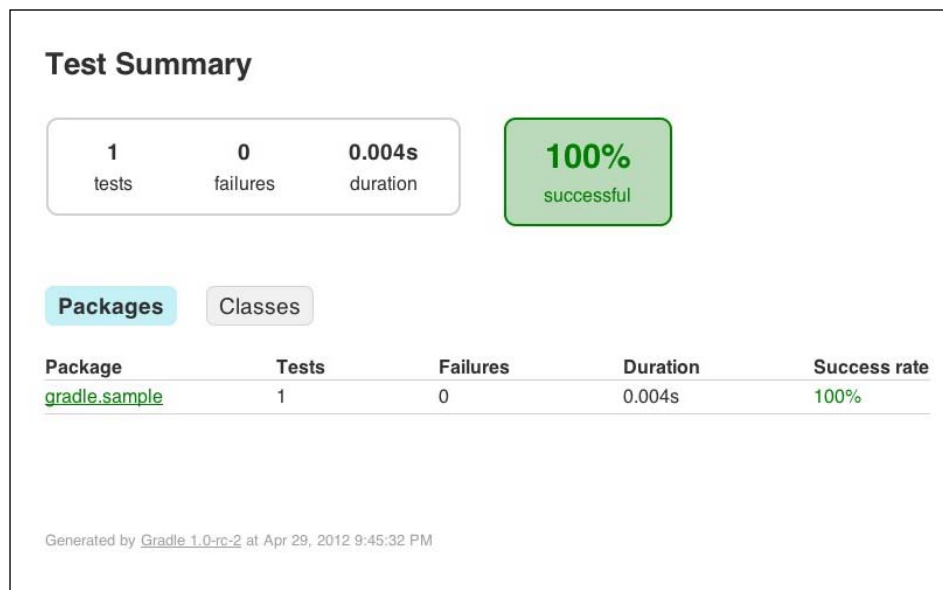 Test Summary
1 0 0.004s 100%
tests failures duration successful
Packages Classes
Package Tests Failures Duration Success rate
gradle.sample 1 0 0.004s 100%
Generated by Gradle 1.0-rc-2 at Apr 29, 2012 9:45:32 PM